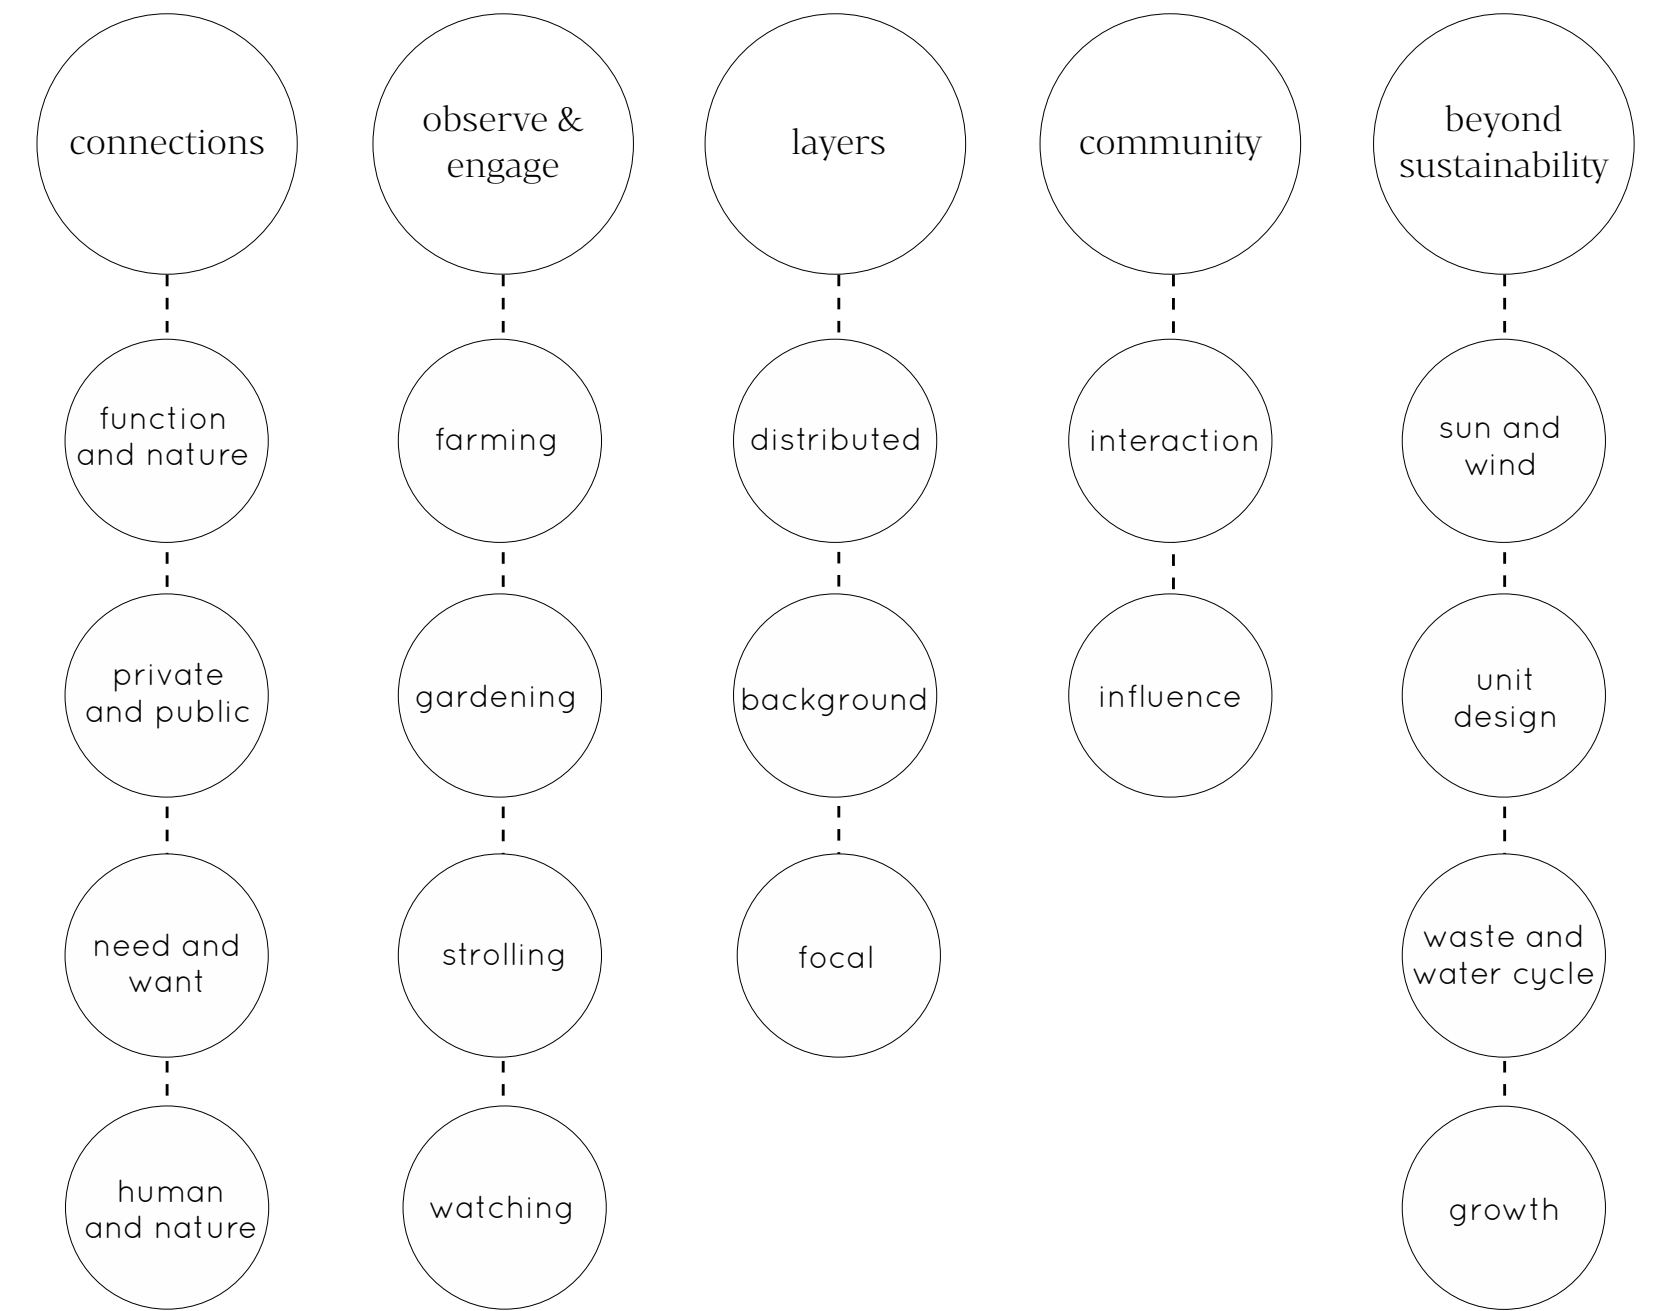 connections
function
and nature
private
and public
need and
want
human
and nature
observe &
engage
farming
gardening
strolling
watching
layers
distributed
background
focal
community
interaction
influence
beyond
sustainability
sun and
wind
unit
design
waste and
water cycle
growth